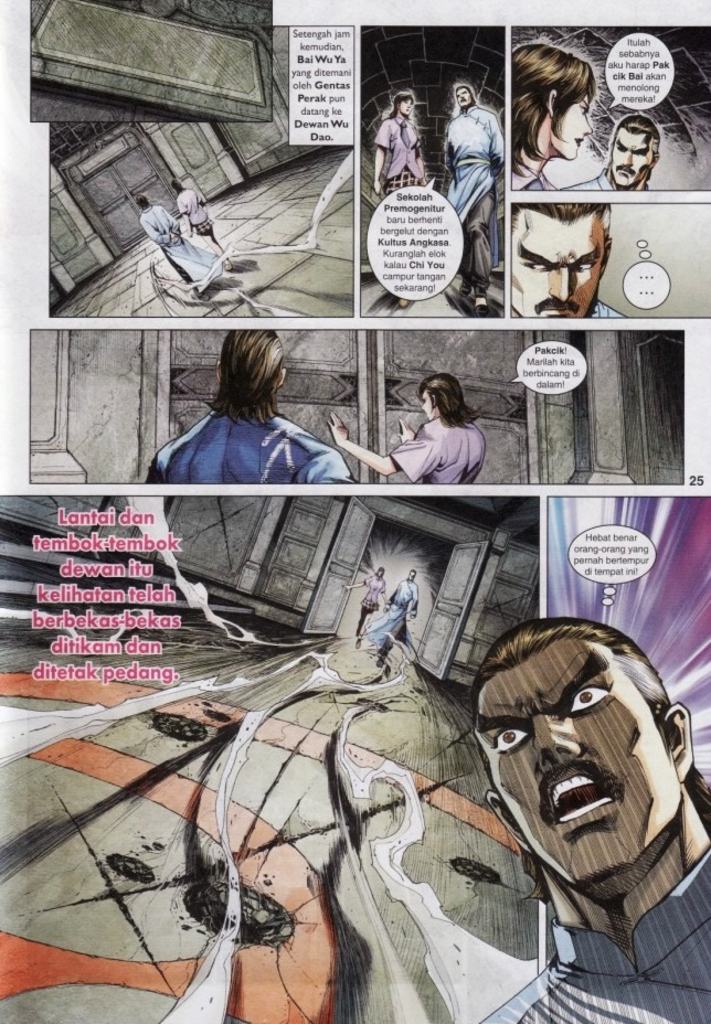 Setengah jam
kemudian,
Bai Wu Ya
yang ditemani
oleh Gentas
Perak pun
datang ke
Dewan Wu
Dao.
Sekolah
Premogenitur
baru berhenti
bergelut dengan
Kultus Angkasa.
Kuranglah elok
kalau Chi You
campur tangan
sekarang!
Itulah
sebabnya
aku harap Pak
cik Bai akan
menolong
mereka!
...
...
Pakcik!
Marilah kita
berbincang di
dalam!
25
Lantai dan
tembok-tembok
dewan itu
kelihatan telah
berbekas-bekas
ditikam dan
ditetak pedang.
Hebat benar
orang-orang yang
pernah bertempur
di tempat ini!